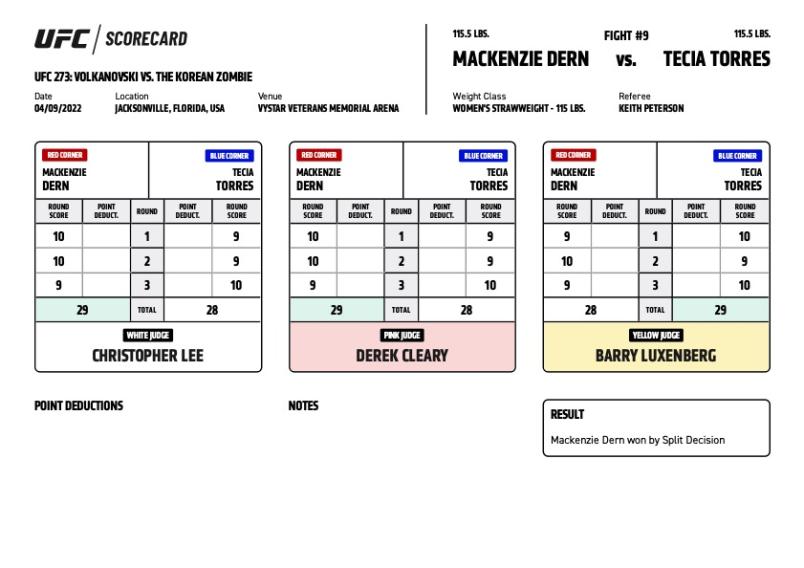 UFC / SCORECARD
UFC 273: VOLKANOVSKI VS. THE KOREAN ZOMBIE
Date Location Venue
04/09/2022 JACKSONVILLE, FLORIDA, USA VYSTAR VETERANS MEMORIAL ARENA
115.5 LBS. FIGHT #9 115.5 LBS.
MACKENZIE DERN vs. TECIA TORRES
Weight Class Referee
WOMEN'S STRAWWEIGHT - 115 LBS. KEITH PETERSON
RED CORNER BLUE CORNER
MACKENZIE TECIA
DERN TORRES
ROUND SCORE POINT DEDUCT. ROUND POINT DEDUCT. ROUND SCORE
10 1 9
10 2 9
9 3 10
29 TOTAL 28
WHITE JUDGE
CHRISTOPHER LEE
RED CORNER BLUE CORNER
MACKENZIE TECIA
DERN TORRES
ROUND SCORE POINT DEDUCT. ROUND POINT DEDUCT. ROUND SCORE
10 1 9
10 2 9
9 3 10
29 TOTAL 28
PINK JUDGE
DEREK CLEARY
RED CORNER BLUE CORNER
MACKENZIE TECIA
DERN TORRES
ROUND SCORE POINT DEDUCT. ROUND POINT DEDUCT. ROUND SCORE
9 1 10
10 2 9
9 3 10
28 TOTAL 29
YELLOW JUDGE
BARRY LUXENBERG
POINT DEDUCTIONS
NOTES
RESULT
Mackenzie Dern won by Split Decision